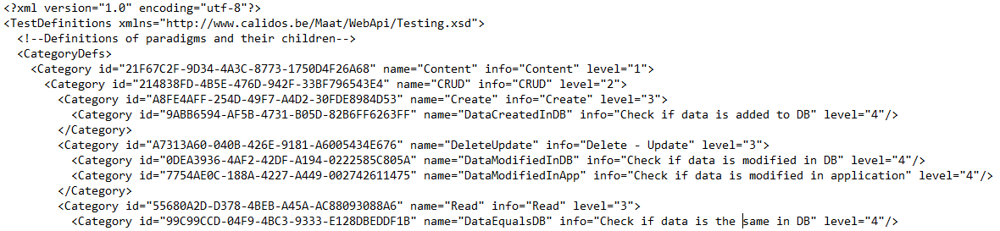 <?xml version="1.0" encoding="utf-8"?>
<TestDefinitions xmlns="http://www.calidos.be/Maat/WebApi/Testing.xsd">
<!--Definitions of paradigms and their children-->
<CategoryDefs>
<Category id="21F67C2F-9D34-4A3C-8773-1750D4F26A68" name="Content" info="Content" level="1">
<Category id="214838FD-4B5E-476D-942F-33BF796543E4" name="CRUD" info="CRUD" level="2">
<Category id="A8FE4AFF-254D-49F7-A4D2-30FDE8984D53" name="Create" info="Create" level="3">
<Category id="9ABB6594-AF5B-4731-B05D-82B6FF6263FF" name="DataCreatedInDB" info="Check if data is added to DB" level="4"/>
</Category>
<Category id="A7313A60-040B-426E-9181-A6005434E676" name="DeleteUpdate" info="Delete - Update" level="3">
<Category id="0DEA3936-4AF2-42DF-A194-0222585C805A" name="DataModifiedInDB" info="Check if data is modified in DB" level="4"/>
<Category id="7754AE0C-188A-4227-A449-002742611475" name="DataModifiedInApp" info="Check if data is modified in application" level="4"/>
</Category>
<Category id="55680A2D-D378-4BEB-A45A-AC88093088A6" name="Read" info="Read" level="3">
<Category id="99C99CCD-04F9-4BC3-9333-E128DBEDDF1B" name="DataEqualsDB" info="Check if data is the same in DB" level="4"/>